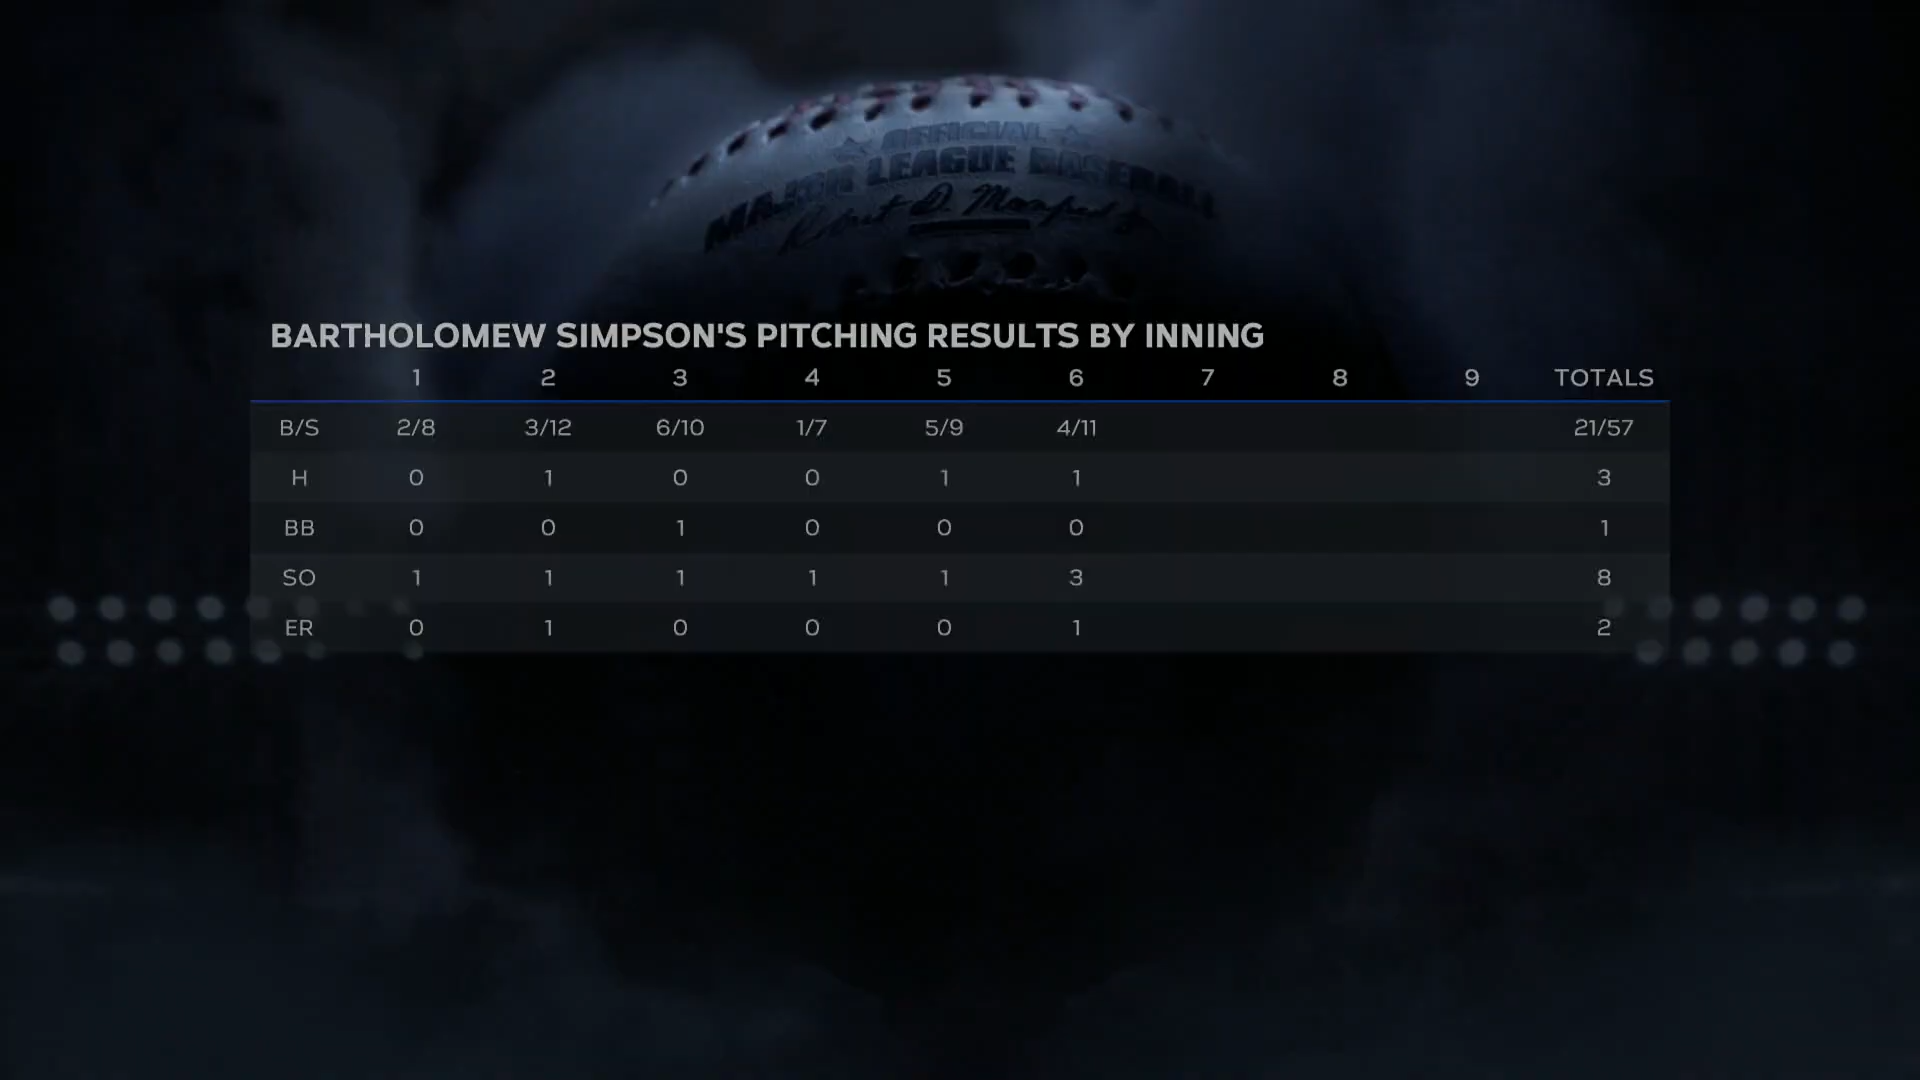 OFFICIAL
MAJOR LEAGUE BASEBALL
Robert D. Manfred Jr.
BARTHOLOMEW SIMPSON'S PITCHING RESULTS BY INNING
1 2 3 4 5 6 7 8 9 TOTALS
B/S 2/8 3/12 6/10 1/7 5/9 4/11 21/57
H 0 1 0 0 1 1 3
BB 0 0 1 0 0 0 1
SO 1 1 1 1 1 3 8
ER 0 1 0 0 0 1 2